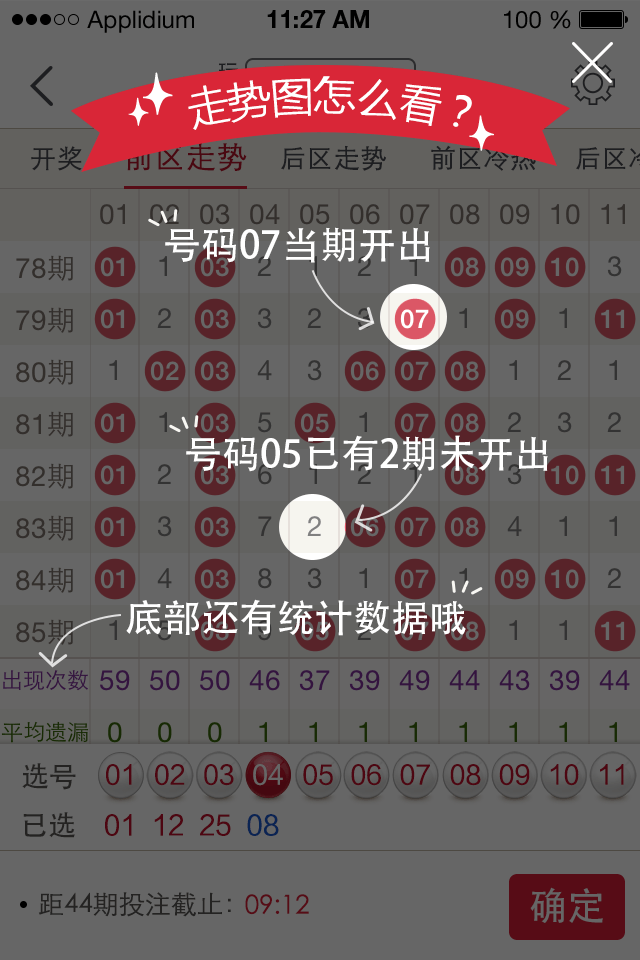 Applidium 11:27 AM 100 %
走势图怎么看？
开奖 前区走势 后区走势 前区冷热 后区冷
01 02 03 04 05 06 07 08 09 10 11
号码07当期开出
78期 01 1 03 2 1 2 1 08 09 10 3
79期 01 2 03 3 2 07 1 09 1 11
80期 1 02 03 4 3 06 07 08 1 2 1
81期 01 1 03 5 05 1 07 08 2 3 2
号码05已有2期未开出
82期 01 2 03 6 1 2 08 3 10 11
83期 01 3 03 7 2 06 07 08 4 1 1
84期 01 4 03 8 3 1 07 1 09 10 2
底部还有统计数据哦
85期 1 1 1 11
出现次数 59 50 50 46 37 39 49 44 43 39 44
平均遗漏 0 0 0 1 1 1 1 1 1 1 1
选号 01 02 03 04 05 06 07 08 09 10 11
已选 01 12 25 08
• 距44期投注截止：09:12
确定